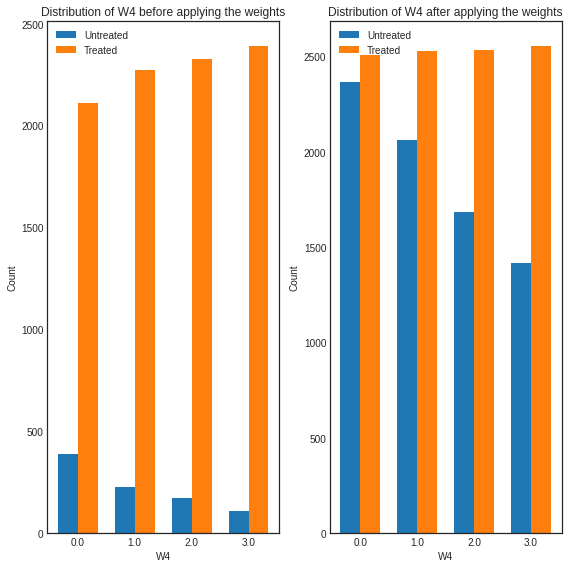 Distribution of W4 before applying the weights
Untreated
Treated
2500
2000
1500
1000
500
0
Count
0.0 1.0 2.0 3.0
W4
Distribution of W4 after applying the weights
Untreated
Treated
2500
2000
1500
1000
500
0
Count
0.0 1.0 2.0 3.0
W4